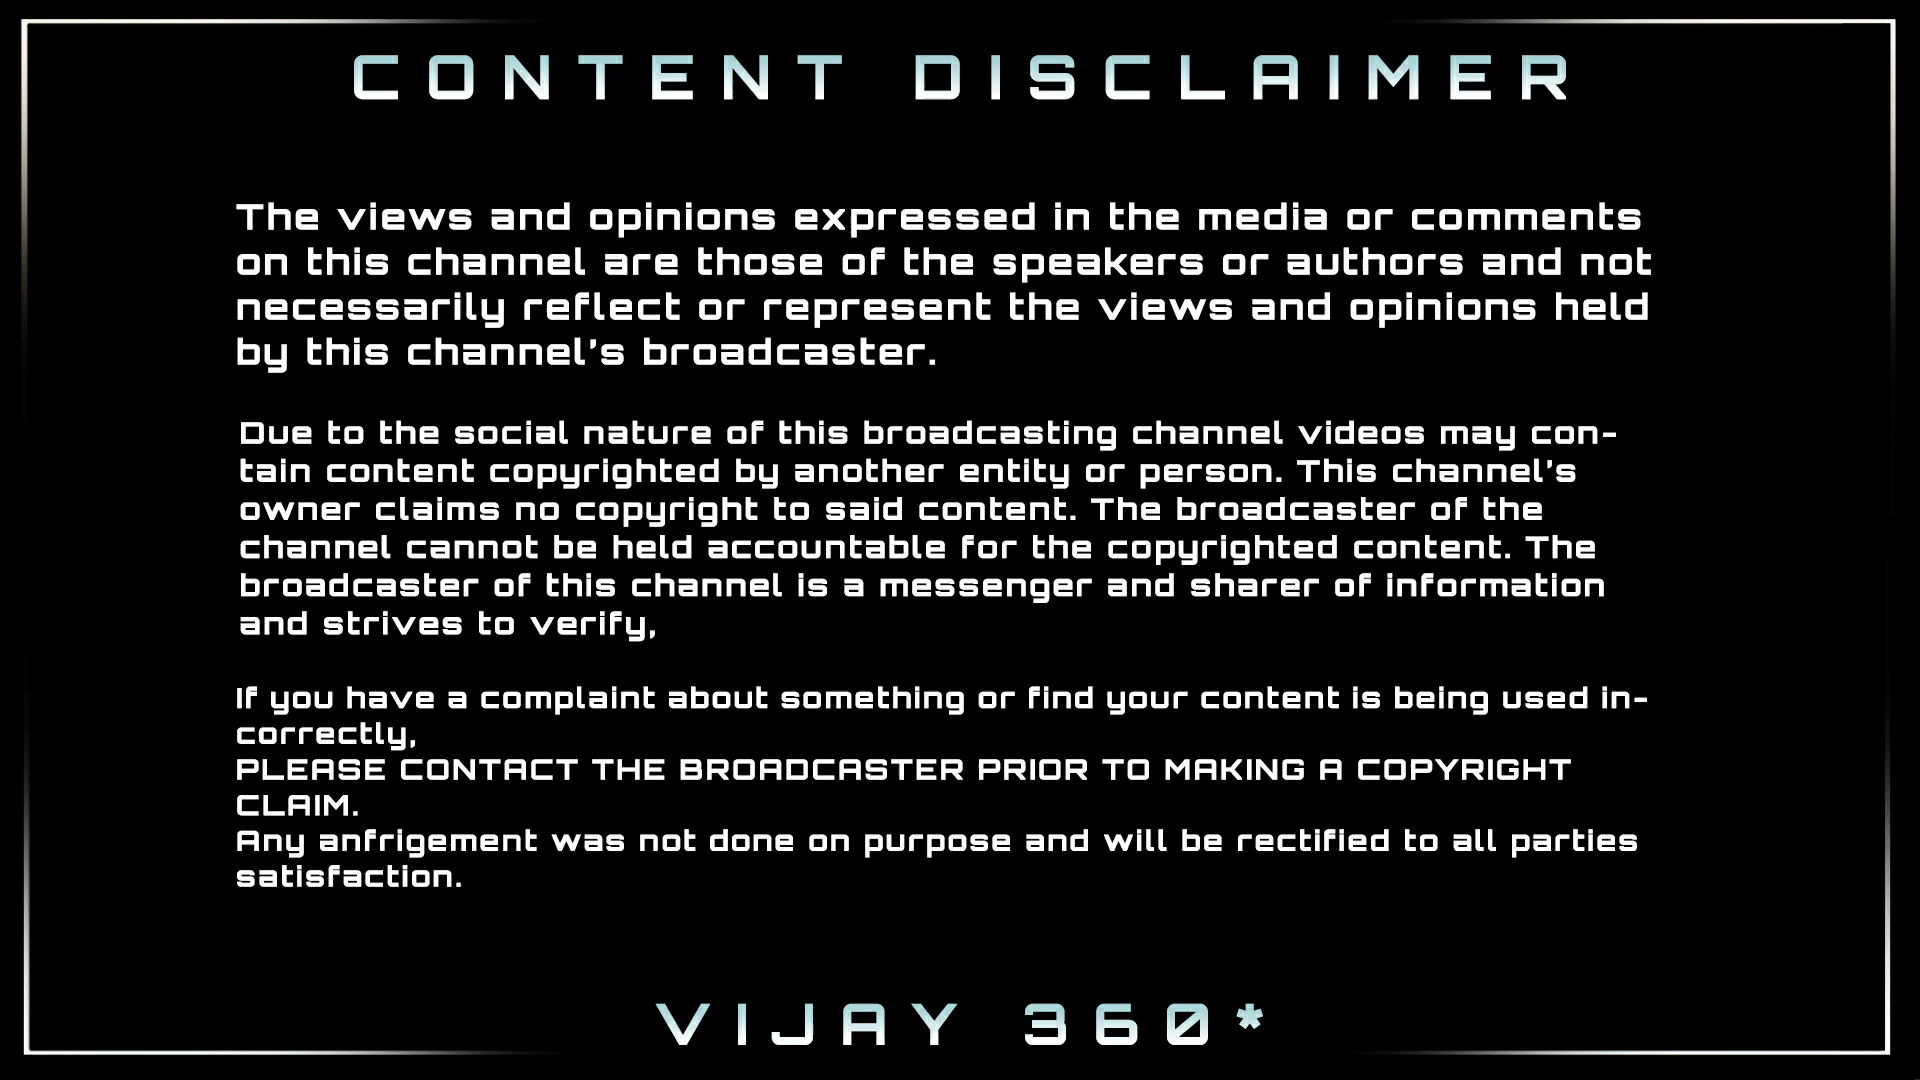 CONTENT DISCLAIMER
The views and opinions expressed in the media or comments
on this channel are those of the speakers or authors and not
necessarily reflect or represent the views and opinions held
by this channel's broadcaster.
Due to the social nature of this broadcasting channel videos may con-
tain content copyrighted by another entity or person. This channel's
owner claims no copyright to said content. The broadcaster of the
channel cannot be held accountable for the copyrighted content. The
broadcaster of this channel is a messenger and sharer of information
and strives to verify,
If you have a complaint about something or find your content is being used in-
correctly,
PLEASE CONTACT THE BROADCASTER PRIOR TO MAKING A COPYRIGHT
CLAIM.
Any anfrigement was not done on purpose and will be rectified to all parties
satisfaction.
VIJAY 360*